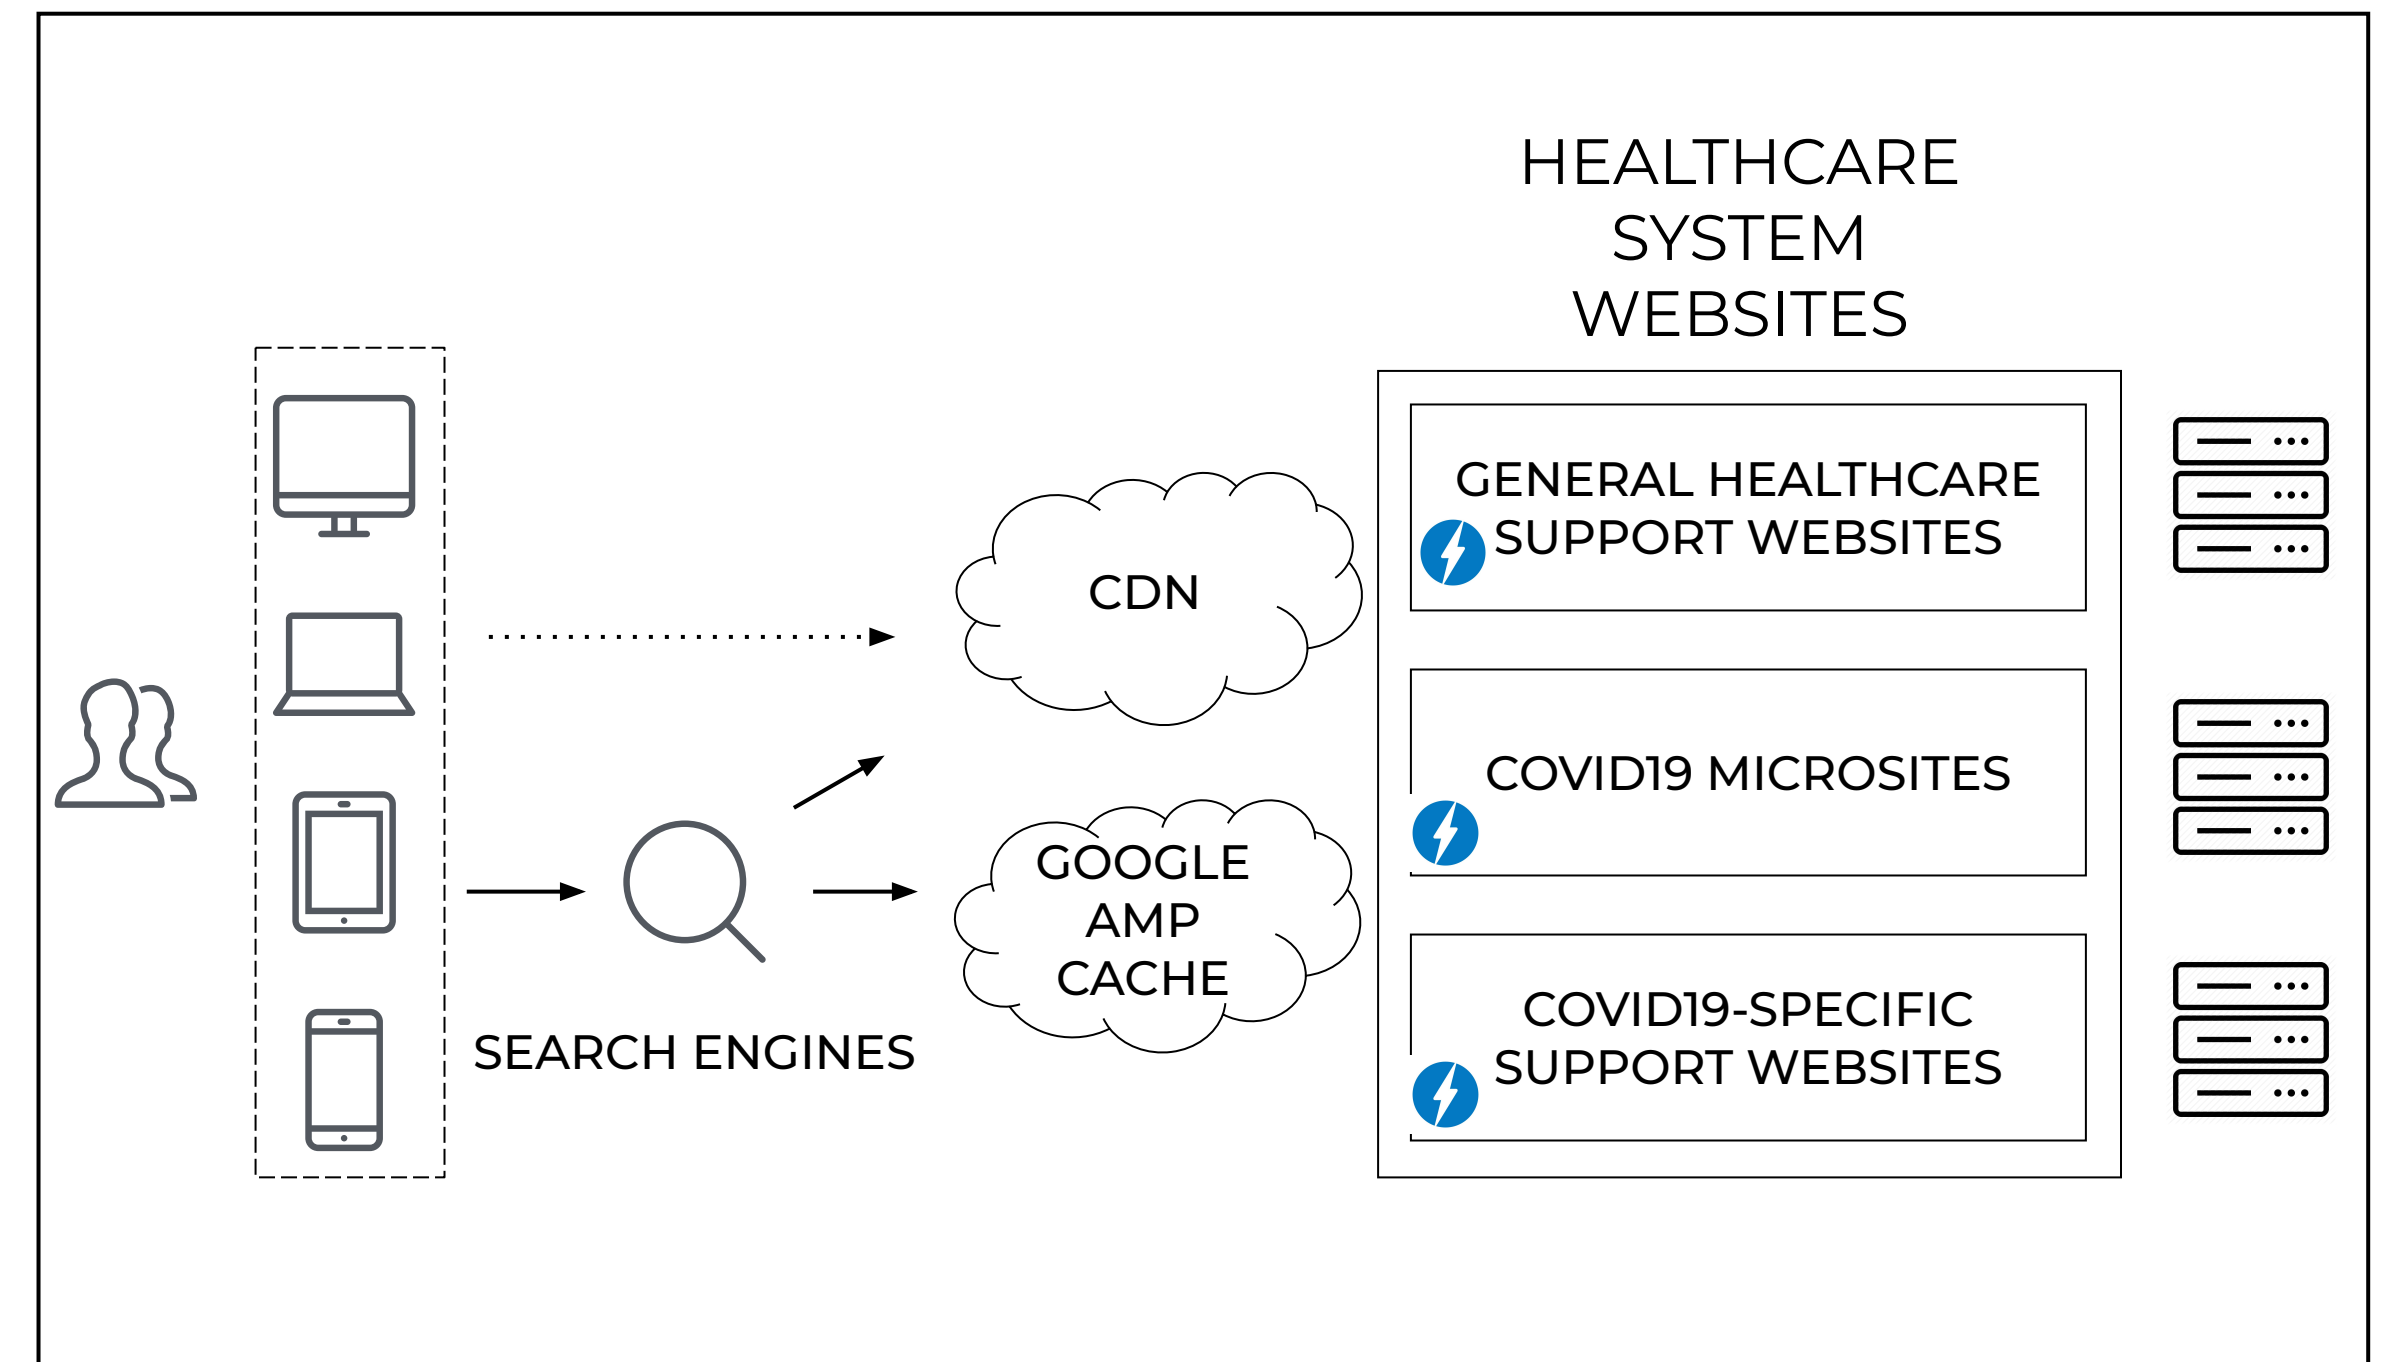 HEALTHCARE
SYSTEM
WEBSITES
GENERAL HEALTHCARE
SUPPORT WEBSITES
CDN
COVID19 MICROSITES
GOOGLE
AMP
CACHE
SEARCH ENGINES
COVID19-SPECIFIC
SUPPORT WEBSITES